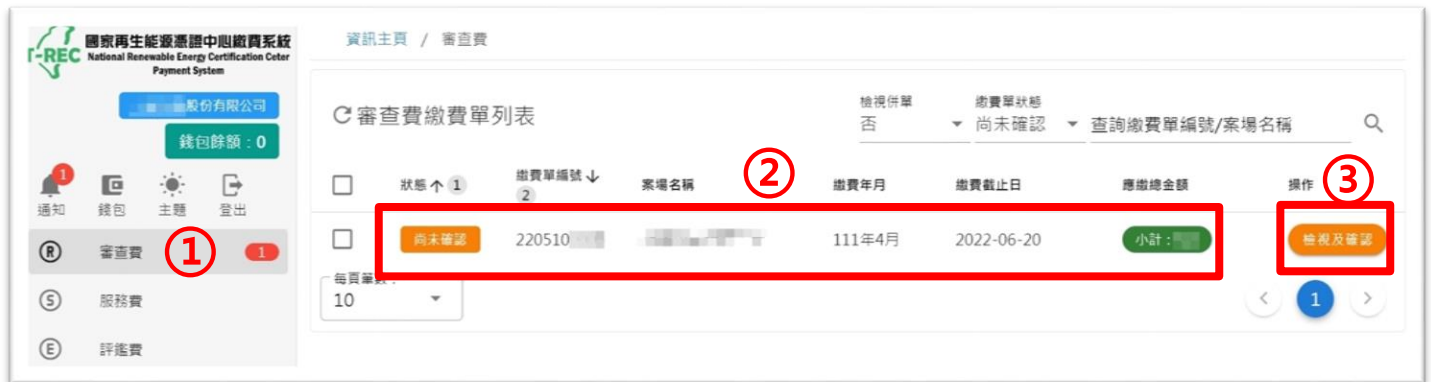 T-REC
國家再生能源憑證中心繳費系統
National Renewable Energy Certification Ceter
Payment System
股份有限公司
錢包餘額：0
1
通知 錢包 主題 登出
R 審查費 1 1
S 服務費
E 評鑑費
資訊主頁 / 審查費
審查費繳費單列表
檢視併單
否
繳費單狀態
尚未確認
查詢繳費單編號/案場名稱
狀態 1 繳費單編號 2 案場名稱 2 繳費年月 繳費截止日 應繳總金額 操作 3
尚未確認 220510 111年4月 2022-06-20 小計： 檢視及確認
每頁筆數：
10
< 1 >